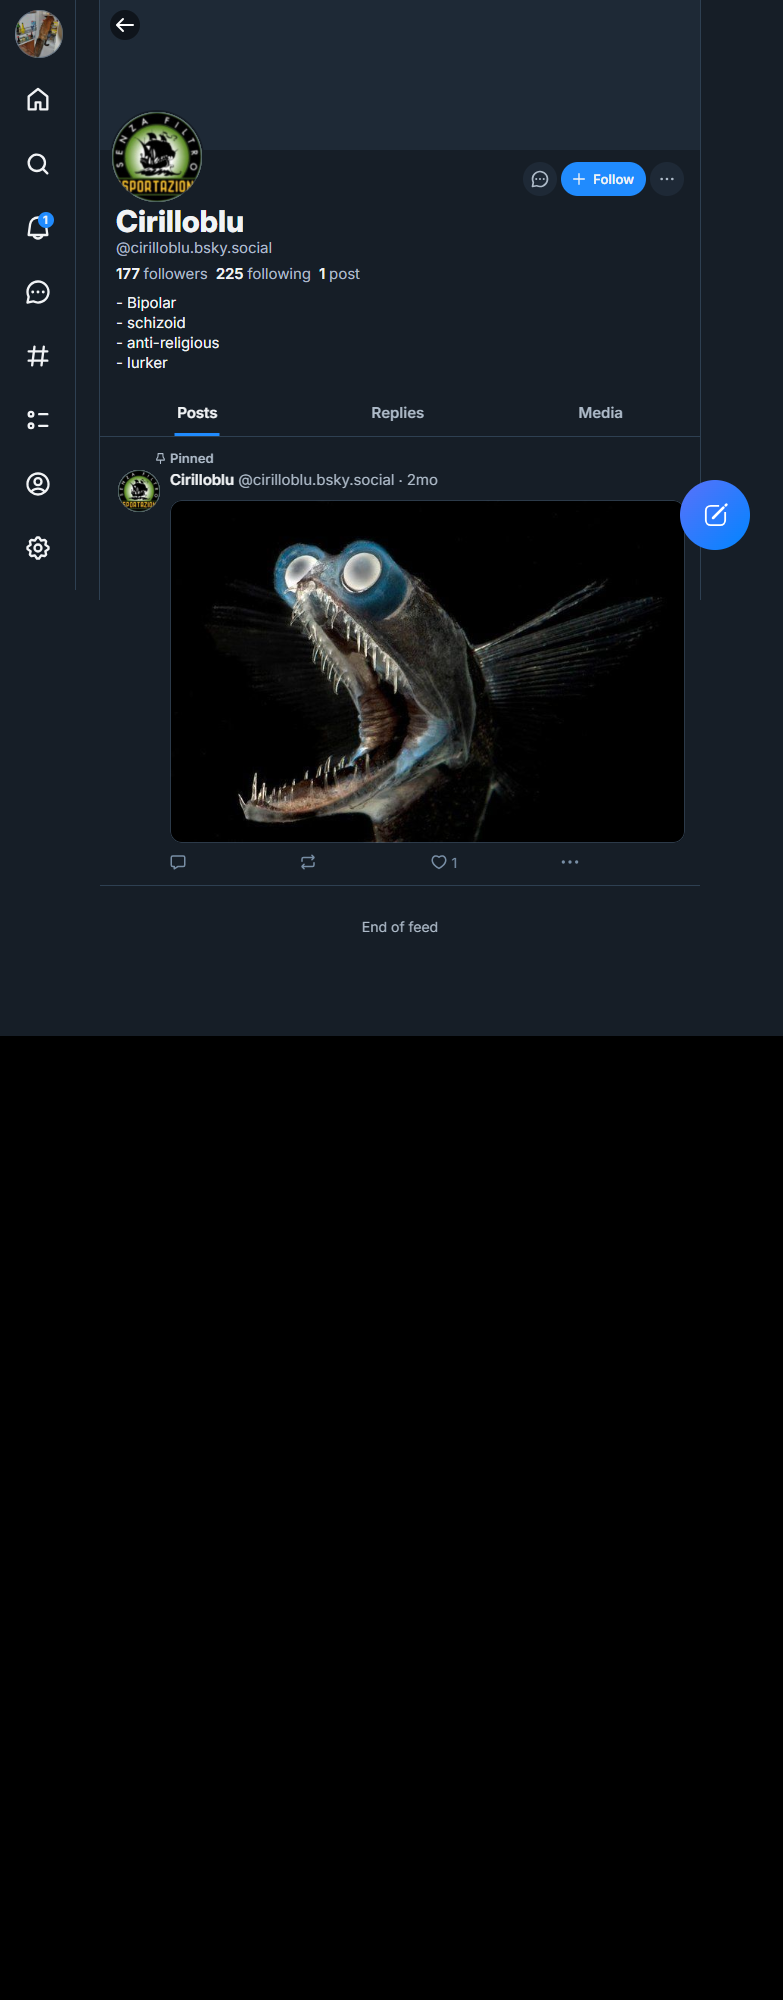 SENZA FILTRO
SPORTAZION
Cirilloblu
@cirilloblu.bsky.social
177 followers 225 following 1 post
- Bipolar
- schizoid
- anti-religious
- lurker
1
+ Follow
Posts Replies Media
Pinned
Cirilloblu @cirilloblu.bsky.social · 2mo
1
End of feed